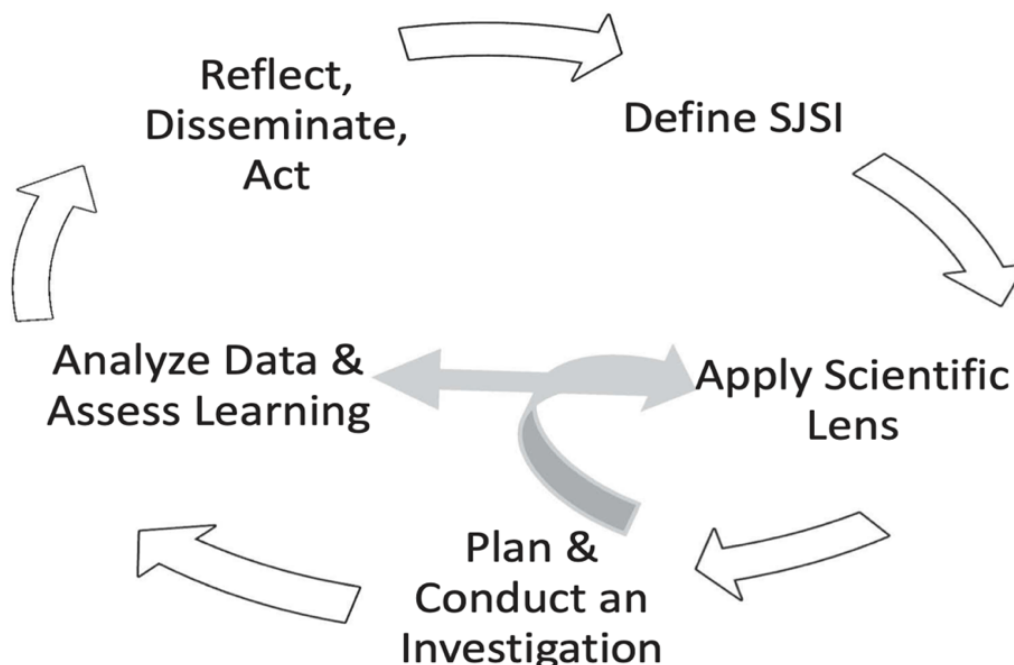 Reflect,
Disseminate,
Act
Define SJSI
Analyze Data &
Assess Learning
Apply Scientific
Lens
Plan &
Conduct an
Investigation